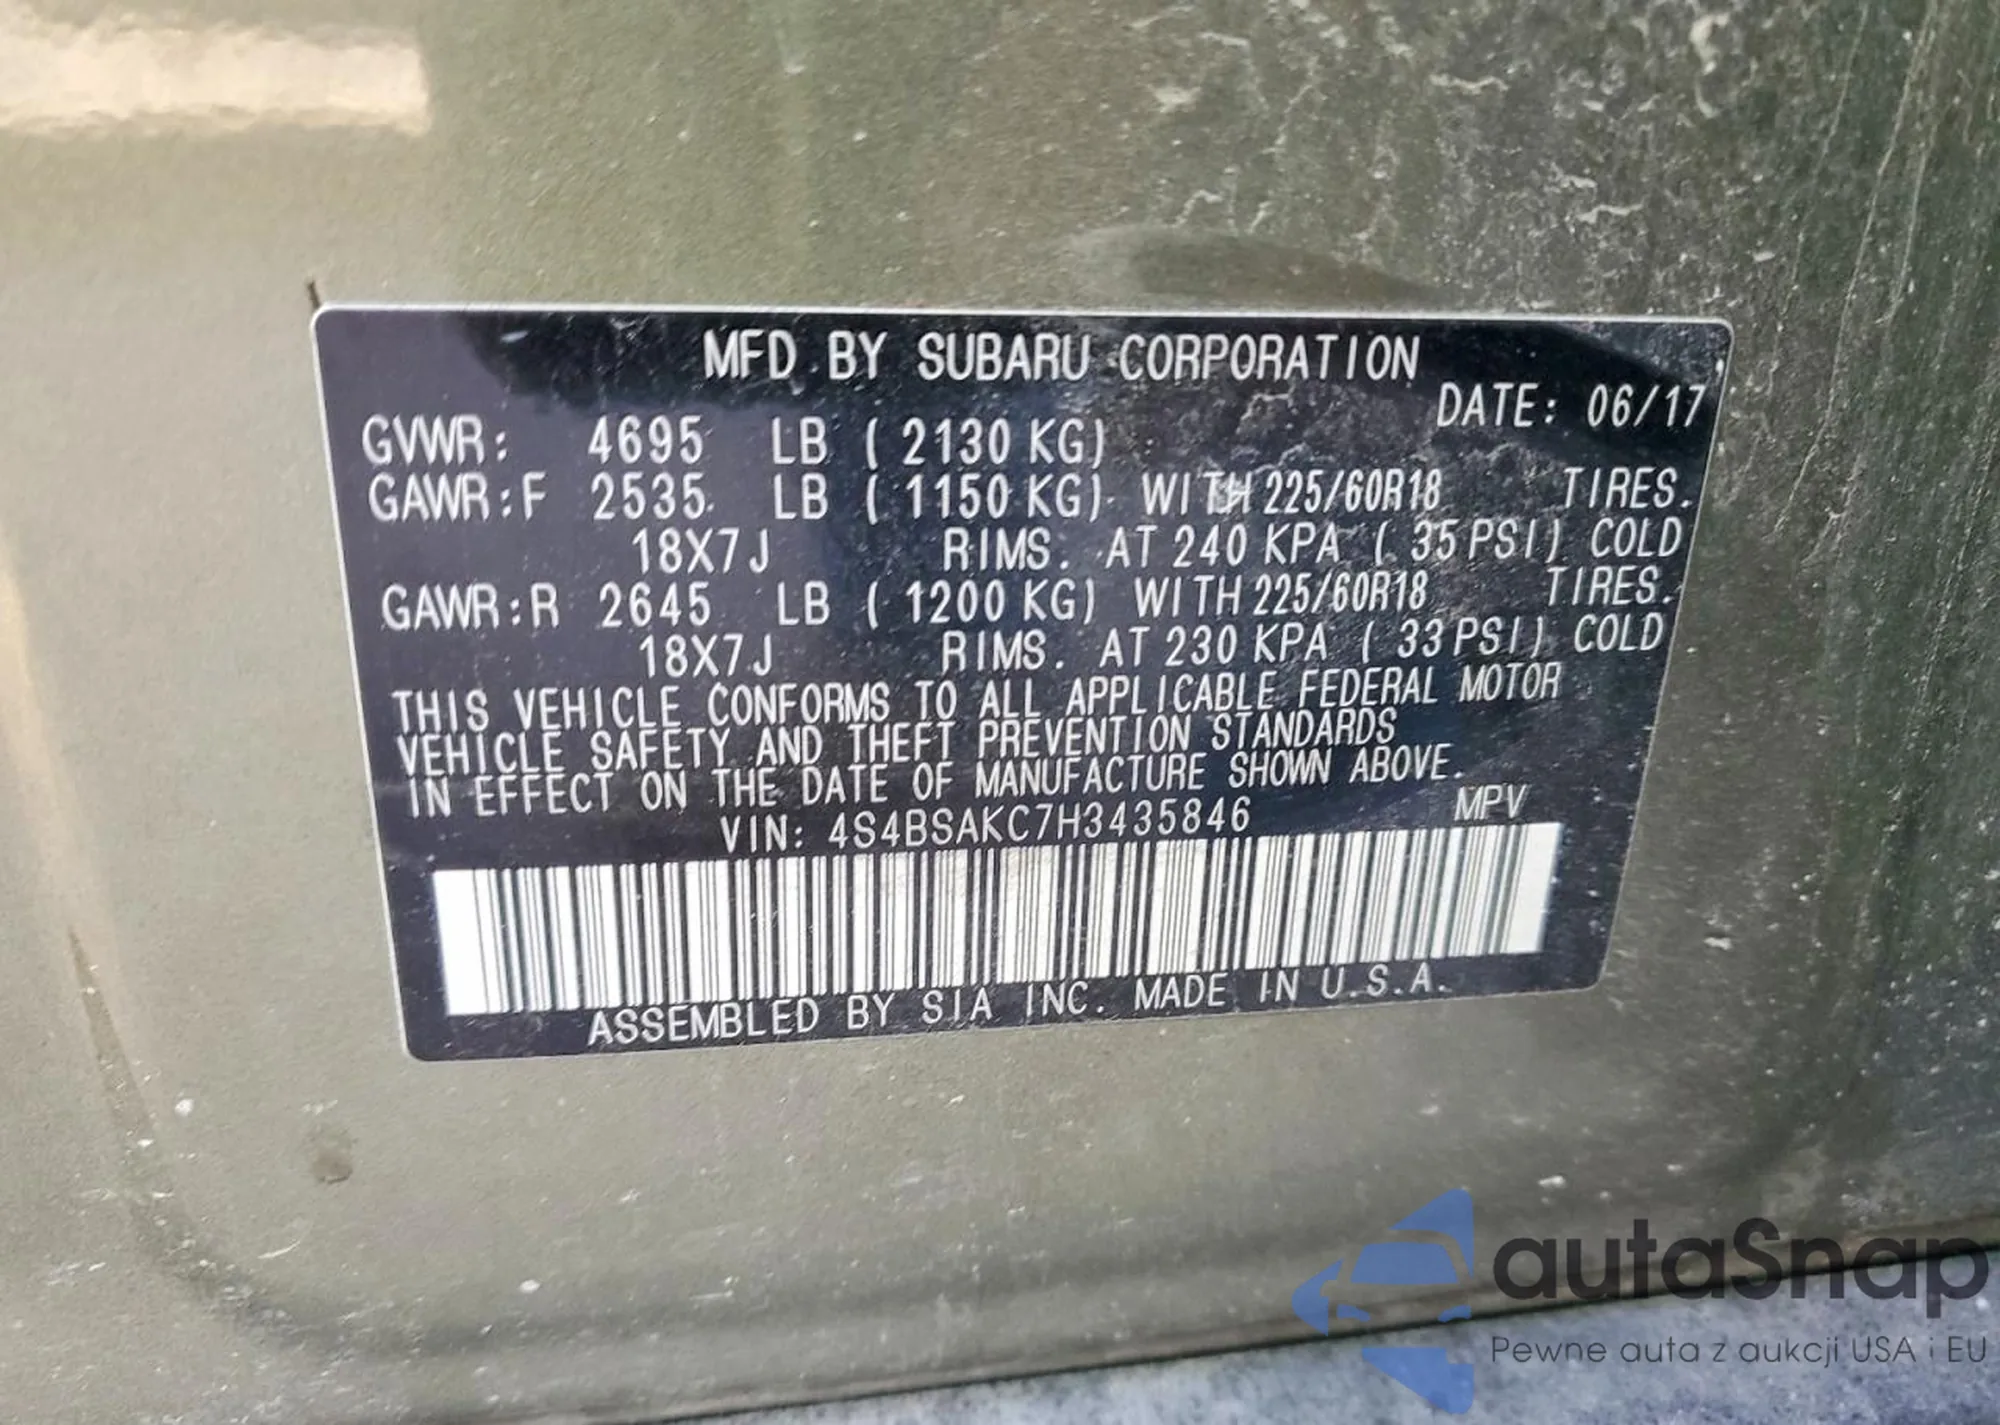 MFD BY SUBARU CORPORATION
DATE: 06/17
GVWR: 4695 LB ( 2130 KG)
GAWR:F 2535 LB ( 1150 KG) WITH 225/60R18 TIRES.
18X7J RIMS. AT 240 KPA ( 35 PSI) COLD
GAWR:R 2645 LB ( 1200 KG) WITH 225/60R18 TIRES.
18X7J RIMS. AT 230 KPA ( 33 PSI) COLD
THIS VEHICLE CONFORMS TO ALL APPLICABLE FEDERAL MOTOR
VEHICLE SAFETY AND THEFT PREVENTION STANDARDS
IN EFFECT ON THE DATE OF MANUFACTURE SHOWN ABOVE.
VIN: 4S4BSAKC7H3435846 MPV
ASSEMBLED BY SIA INC. MADE IN U.S.A.
autaSnap
Pewne auta z aukcji USA i EU